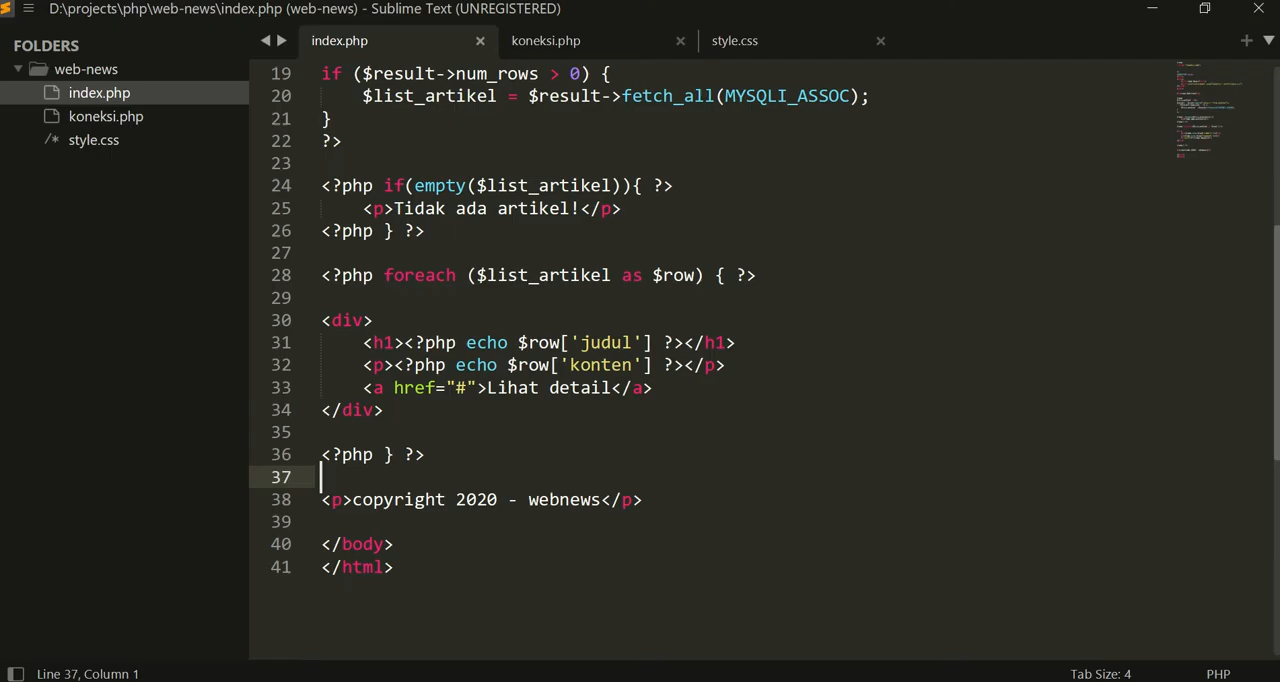 D:\projects\php\web-news\index.php (web-news) - Sublime Text (UNREGISTERED)
FOLDERS
web-news
index.php
koneksi.php
/* style.css
index.php
koneksi.php
style.css
19 if ($result->num_rows > 0) {
20     $list_artikel = $result->fetch_all(MYSQLI_ASSOC);
21 }
22 ?>
23
24 <?php if(empty($list_artikel)){ ?>
25     <p>Tidak ada artikel!</p>
26 <?php } ?>
27
28 <?php foreach ($list_artikel as $row) { ?>
29
30 <div>
31     <h1><?php echo $row['judul'] ?></h1>
32     <p><?php echo $row['konten'] ?></p>
33     <a href="#">Lihat detail</a>
34 </div>
35
36 <?php } ?>
37
38 <p>copyright 2020 - webnews</p>
39
40 </body>
41 </html>
Line 37, Column 1
Tab Size: 4
PHP